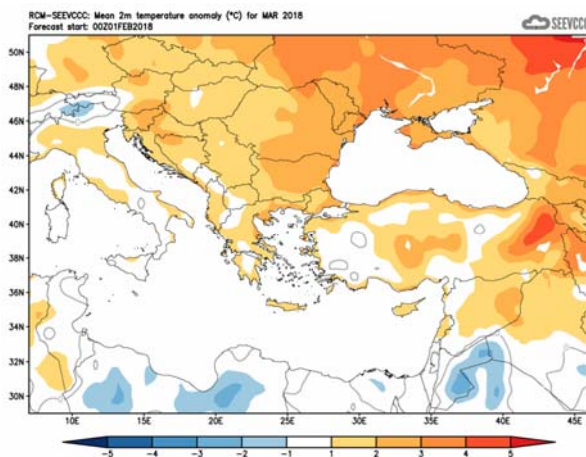 RCM-SEEVCCC: Mean 2m temperature anomaly (°C) for MAR 2018
Forecast start: 00Z01FEB2018
SEEVCCC
50N
48N
46N
44N
42N
40N
38N
36N
34N
32N
30N
10E 15E 20E 25E 30E 35E 40E 45E
-5 -4 -3 -2 -1 1 2 3 4 5